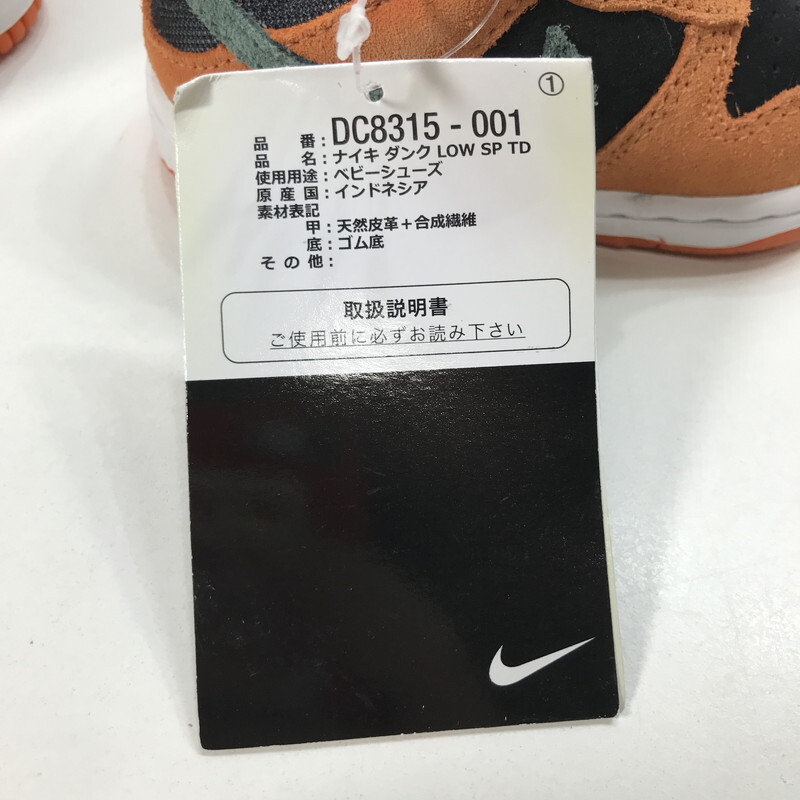 ①
品 番：DC8315 - 001
品 名：ナイキ ダンク LOW SP TD
使用用途：ベビーシューズ
原 産 国：インドネシア
素材表記
甲：天然皮革＋合成繊維
底：ゴム底
そ の 他：
取扱説明書
ご使用前に必ずお読み下さい